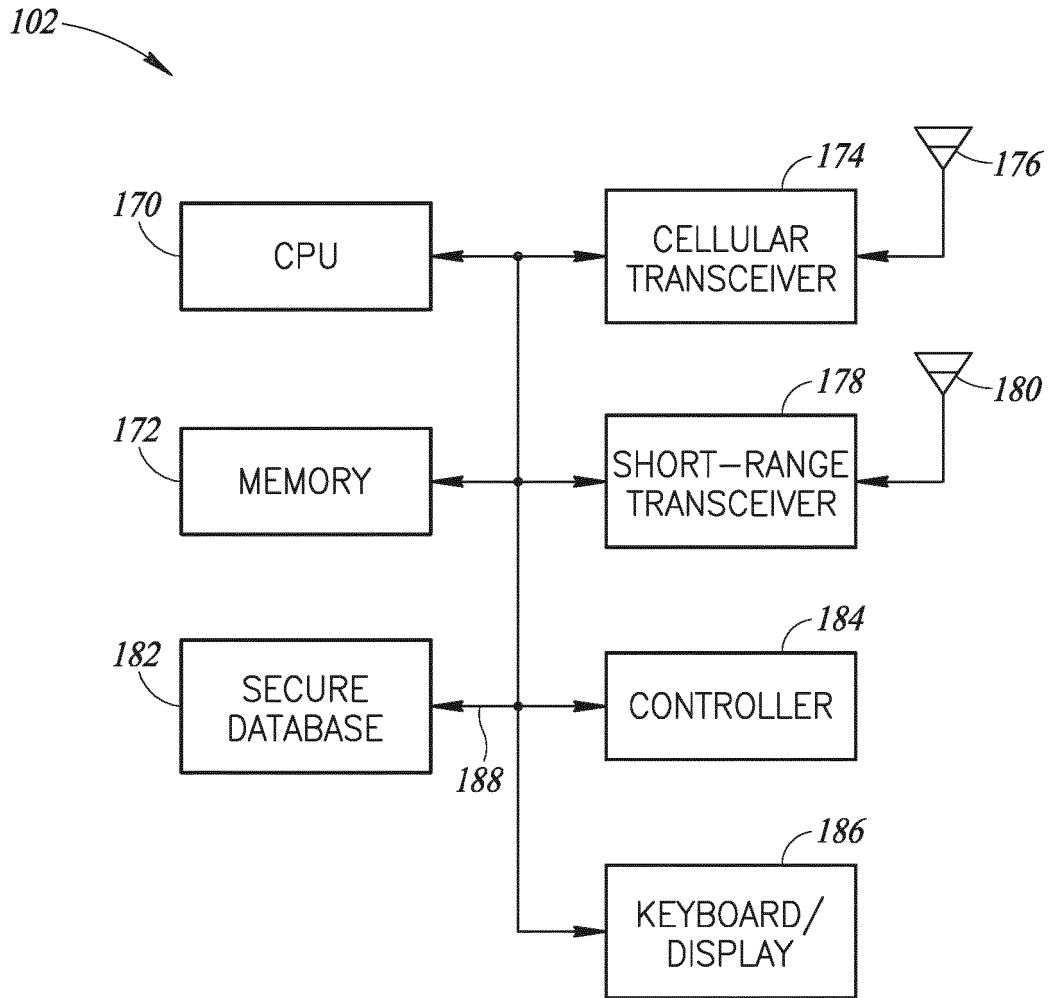 102
174
176
170
CPU
CELLULAR
TRANSCEIVER
178
180
172
MEMORY
SHORT-RANGE
TRANSCEIVER
184
182
SECURE
DATABASE
CONTROLLER
188
186
KEYBOARD/
DISPLAY